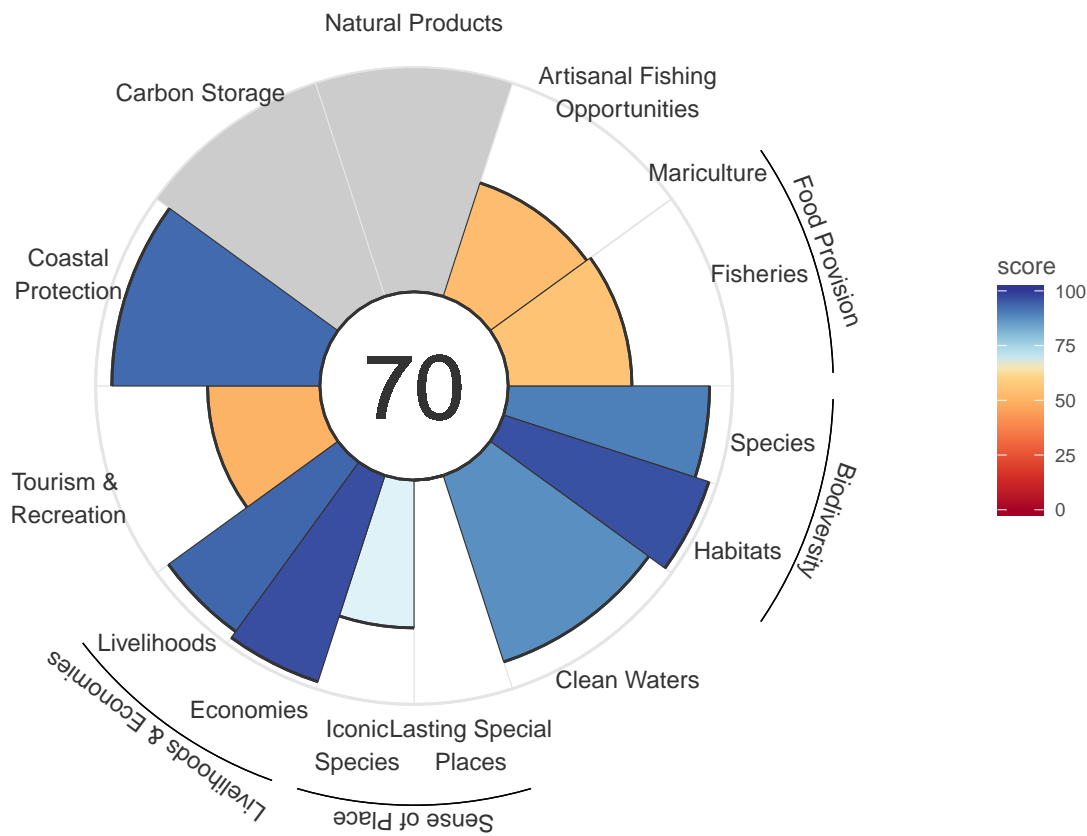 Natural Products
Carbon Storage
Artisanal Fishing
Opportunities
Mariculture
Food Provision
Fisheries
Coastal
Protection
score
100
75
50
25
0
70
Species
Biodiversity
Habitats
Tourism &
Recreation
Livelihoods
Clean Waters
Economies
Livelihoods & Economies
Iconic
Species
Lasting Special
Places
Sense of Place